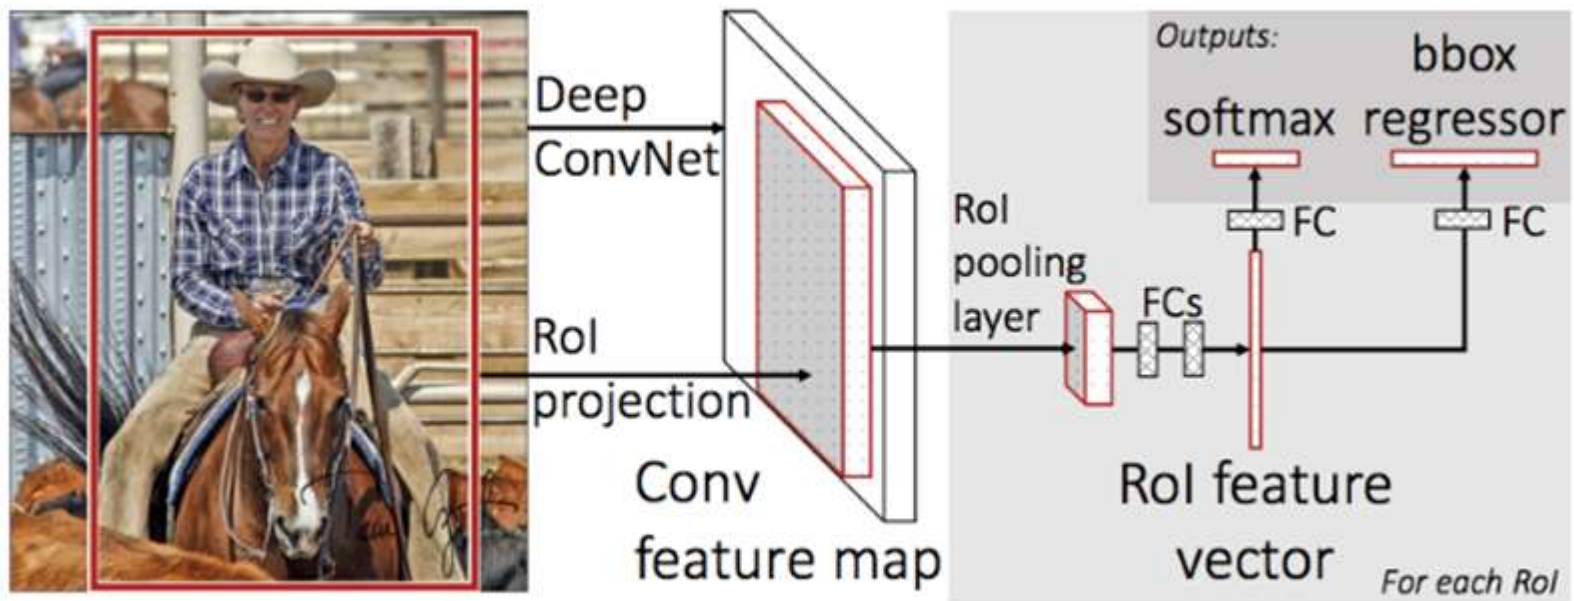 Deep
ConvNet
RoI
projection
Conv
feature map
RoI
pooling
layer
FCs
RoI feature
vector
Outputs:
softmax
bbox
regressor
FC
FC
For each RoI